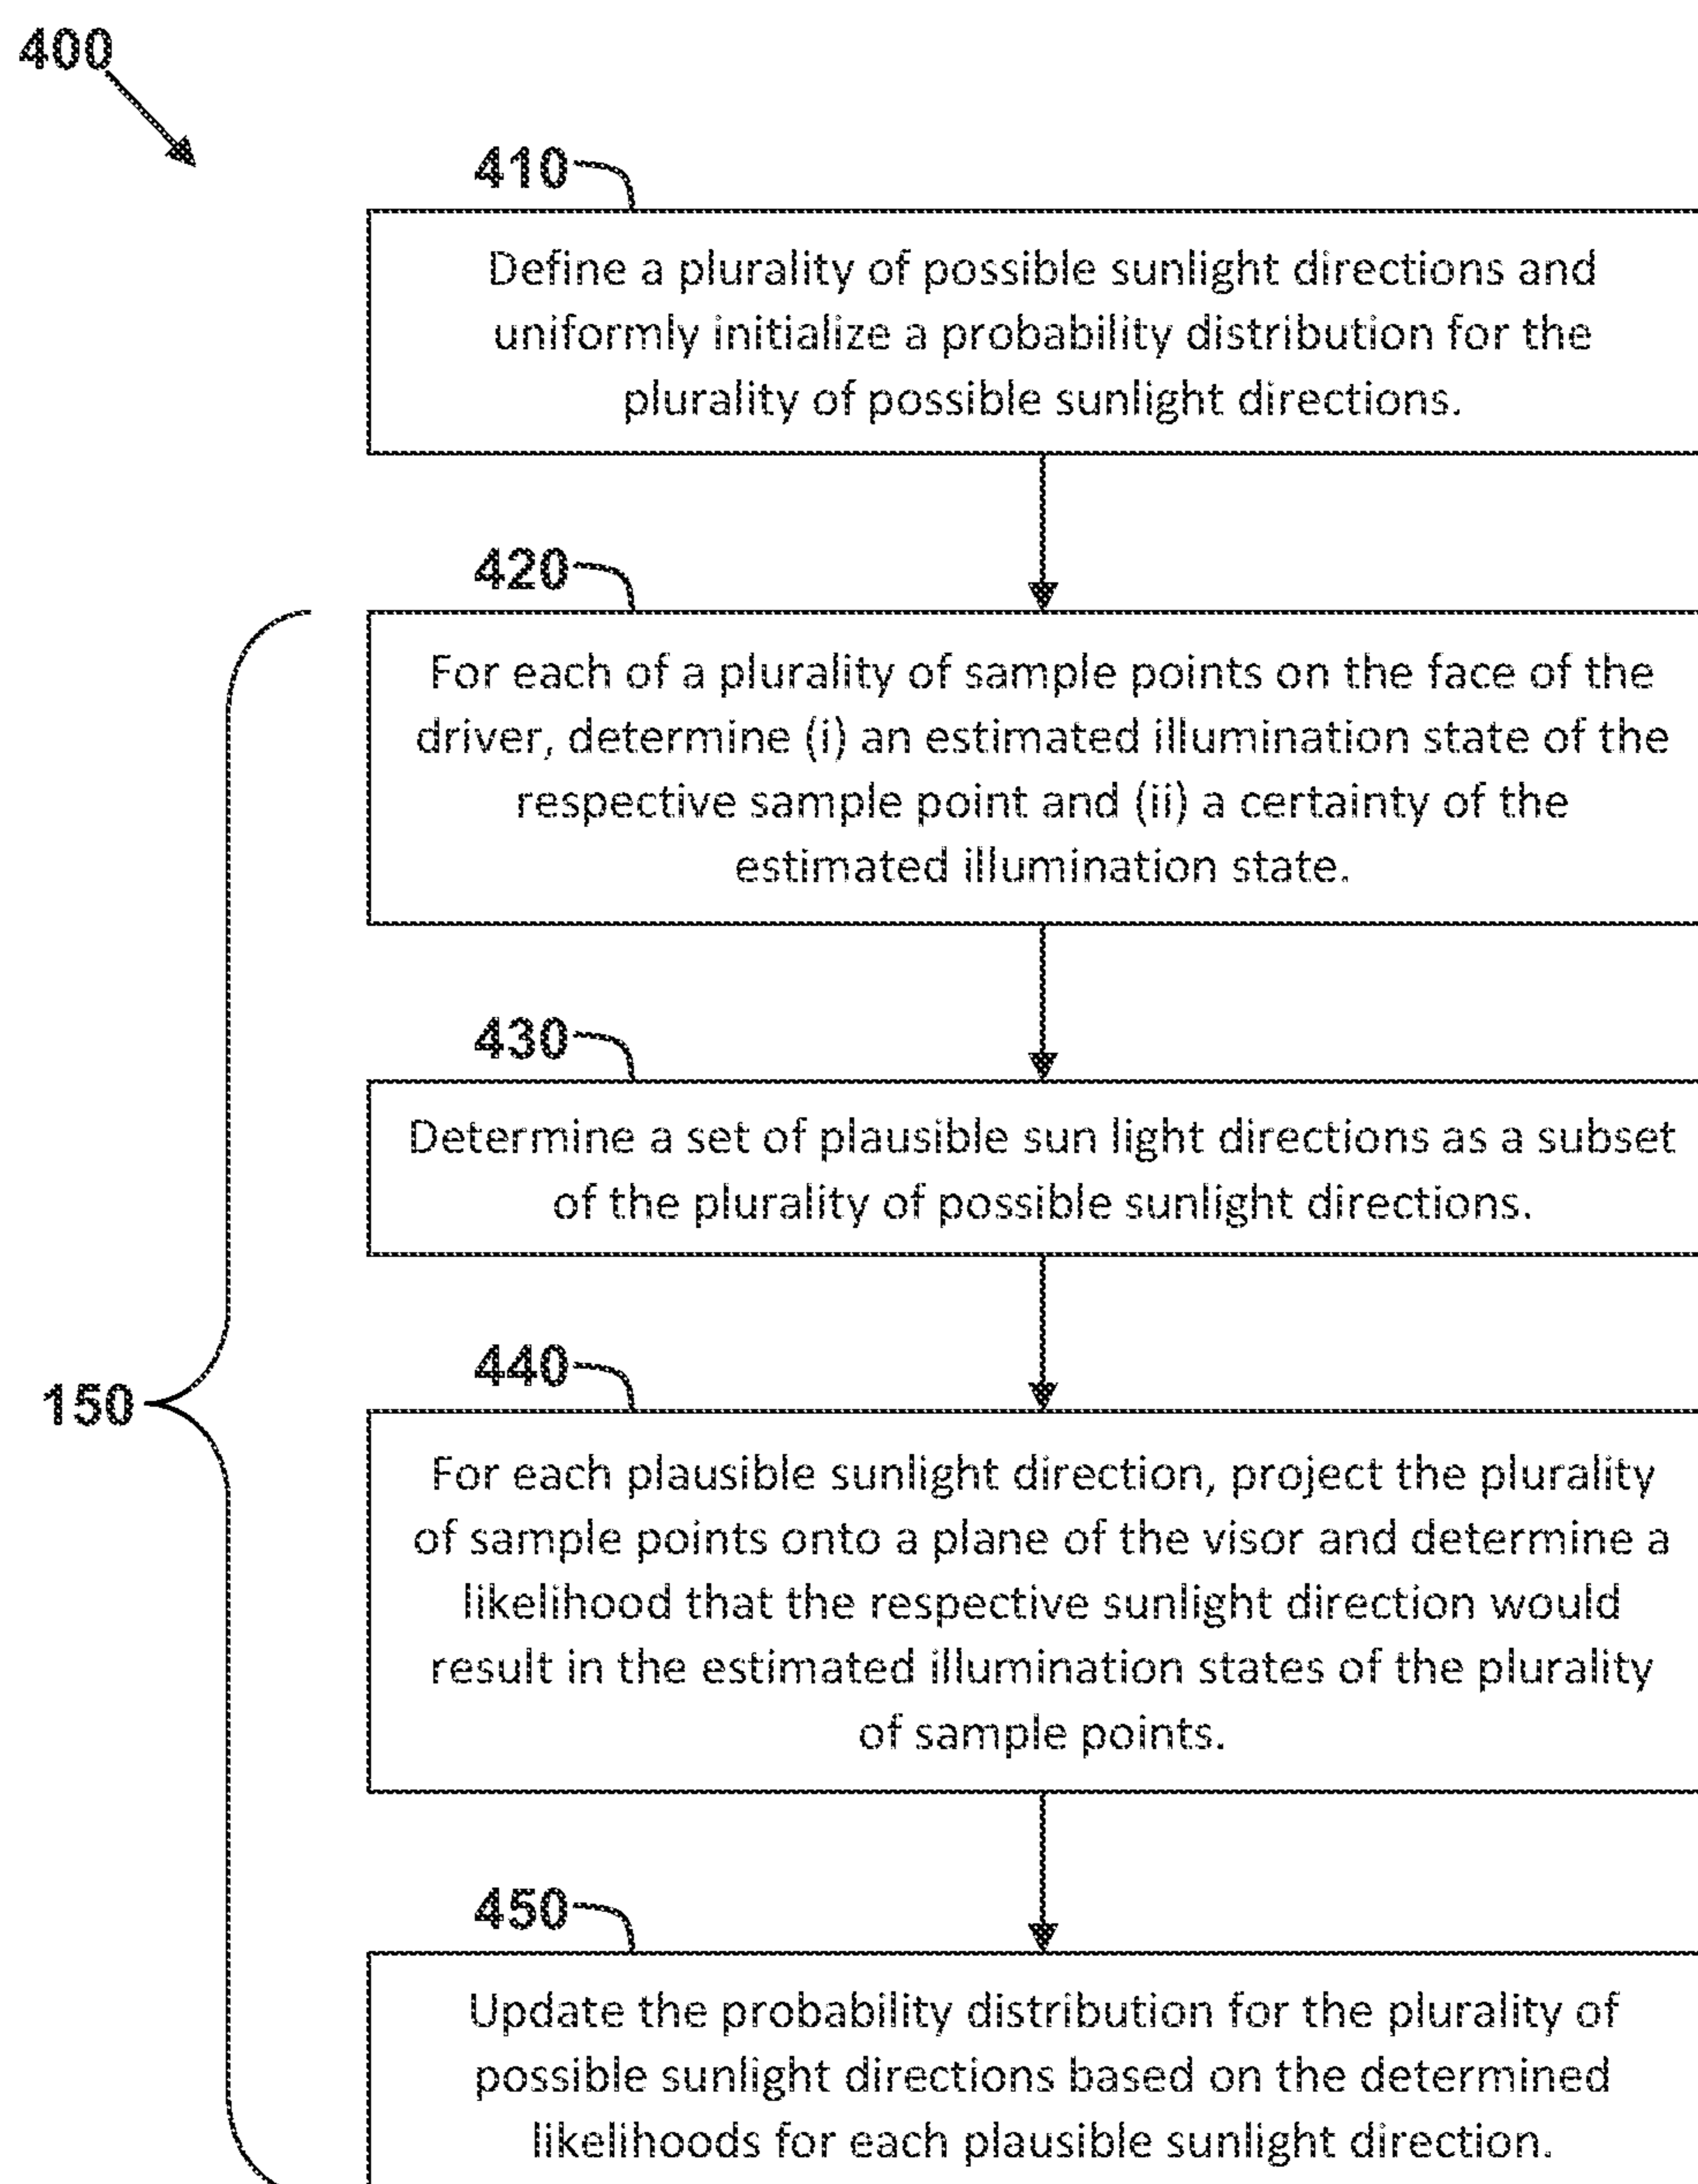 400
410
Define a plurality of possible sunlight directions and
uniformly initialize a probability distribution for the
plurality of possible sunlight directions.
420
For each of a plurality of sample points on the face of the
driver, determine (i) an estimated illumination state of the
respective sample point and (ii) a certainty of the
estimated illumination state.
430
Determine a set of plausible sun light directions as a subset
of the plurality of possible sunlight directions.
150
440
For each plausible sunlight direction, project the plurality
of sample points onto a plane of the visor and determine a
likelihood that the respective sunlight direction would
result in the estimated illumination states of the plurality
of sample points.
450
Update the probability distribution for the plurality of
possible sunlight directions based on the determined
likelihoods for each plausible sunlight direction.